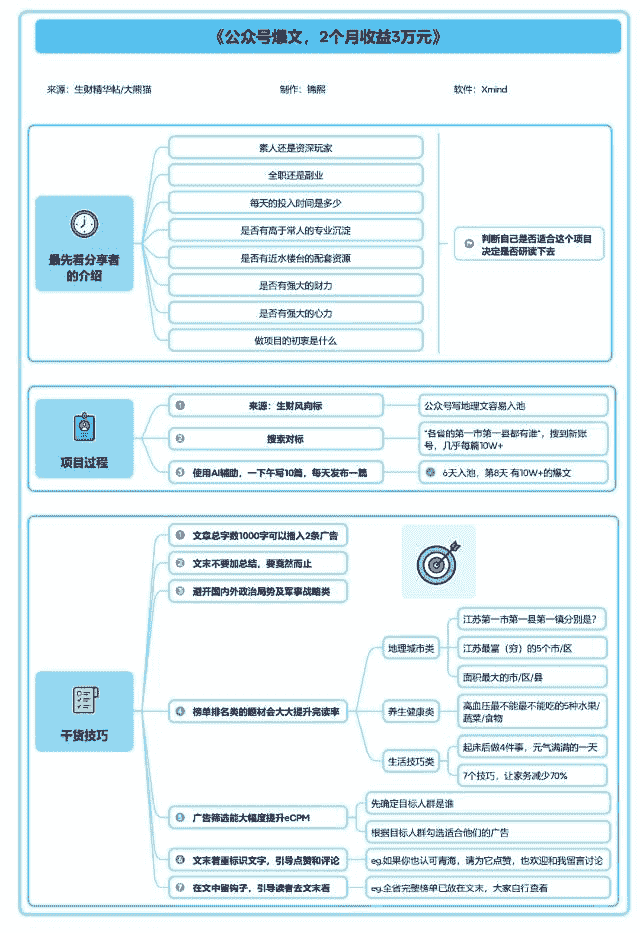 《公众号爆文，2个月收益3万元》
来源：生财精华帖/大熊猫
制作：锦熙
软件：Xmind
最先看分享者
的介绍
素人还是资深玩家
全职还是副业
每天的投入时间是多少
是否有高于常人的专业沉淀
是否有近水楼台的配套资源
是否有强大的财力
是否有强大的心力
做项目的初衷是什么
判断自己是否适合这个项目
决定是否研读下去
项目过程
1 来源：生财风向标
公众号写地理文容易入池
2 搜索对标
“各省的第一市第一县都有谁”，搜到新账
号，几乎每篇10W+
3 使用AI辅助，一下午写10篇，每天发布一篇
6天入池，第8天 有10W+的爆文
干货技巧
1 文章总字数1000字可以插入2条广告
2 文末不要加总结，要戛然而止
3 避开国内外政治局势及军事战略类
4 榜单排名类的题材会大大提升完读率
地理城市类
江苏第一市第一县第一镇分别是？
江苏最富（穷）的5个市/区
面积最大的市/区/县
养生健康类
高血压最不能最不能吃的5种水果/
蔬菜/食物
生活技巧类
起床后做4件事，元气满满的一天
7个技巧，让家务减少70%
5 广告筛选能大幅度提升eCPM
先确定目标人群是谁
根据目标人群勾选适合他们的广告
6 文末着重标识文字，引导点赞和评论
eg.如果你也认可青海，请为它点赞，也欢迎和我留言讨论
7 在文中留钩子，引导读者去文末看
eg.全省完整榜单已放在文末，大家自行查看